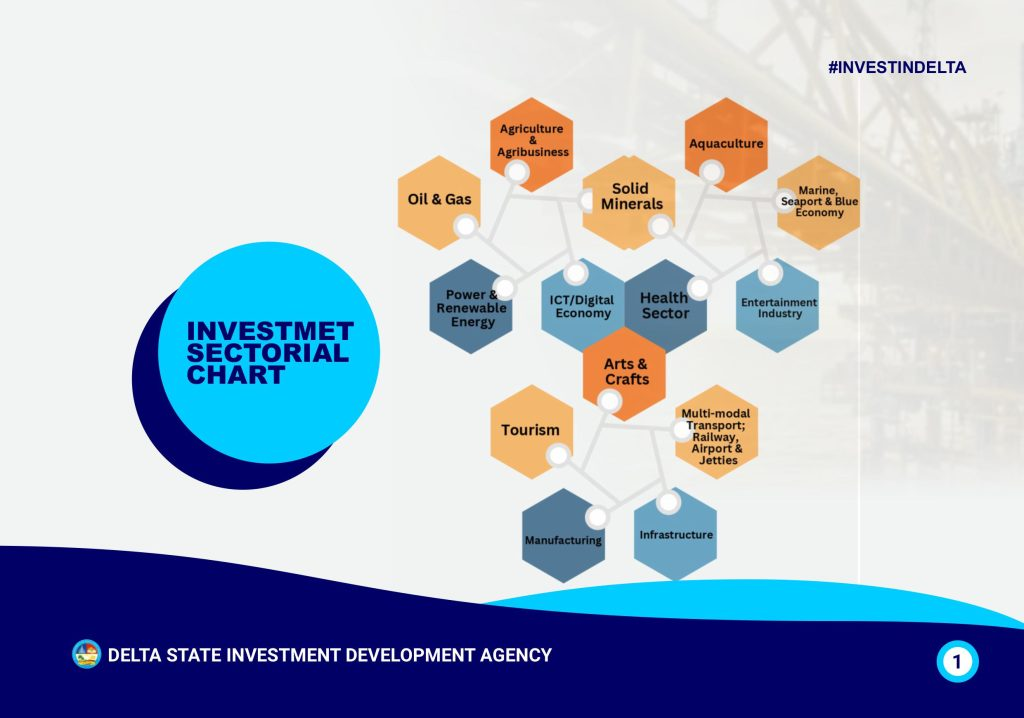 #INVESTINDELTA
Agriculture
&
Agribusiness
Aquaculture
Oil & Gas
Solid
Minerals
Marine,
Seaport & Blue
Economy
Power &
Renewable
Energy
ICT/Digital
Economy
Health
Sector
Entertainment
Industry
INVESTMET
SECTORIAL
CHART
Arts &
Crafts
Tourism
Multi-modal
Transport;
Railway,
Airport &
Jetties
Manufacturing
Infrastructure
DELTA STATE INVESTMENT DEVELOPMENT AGENCY
1